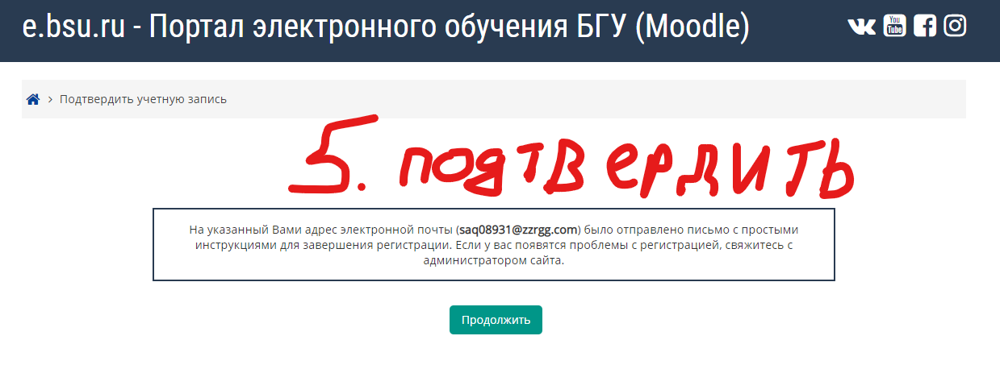 e.bsu.ru - Портал электронного обучения БГУ (Moodle)
You
Tube
Подтвердить учетную запись
5. подтвердить
На указанный Вами адрес электронной почты (saq08931@zzrgg.com) было отправлено письмо с простыми
инструкциями для завершения регистрации. Если у вас появятся проблемы с регистрацией, свяжитесь с
администратором сайта.
Продолжить